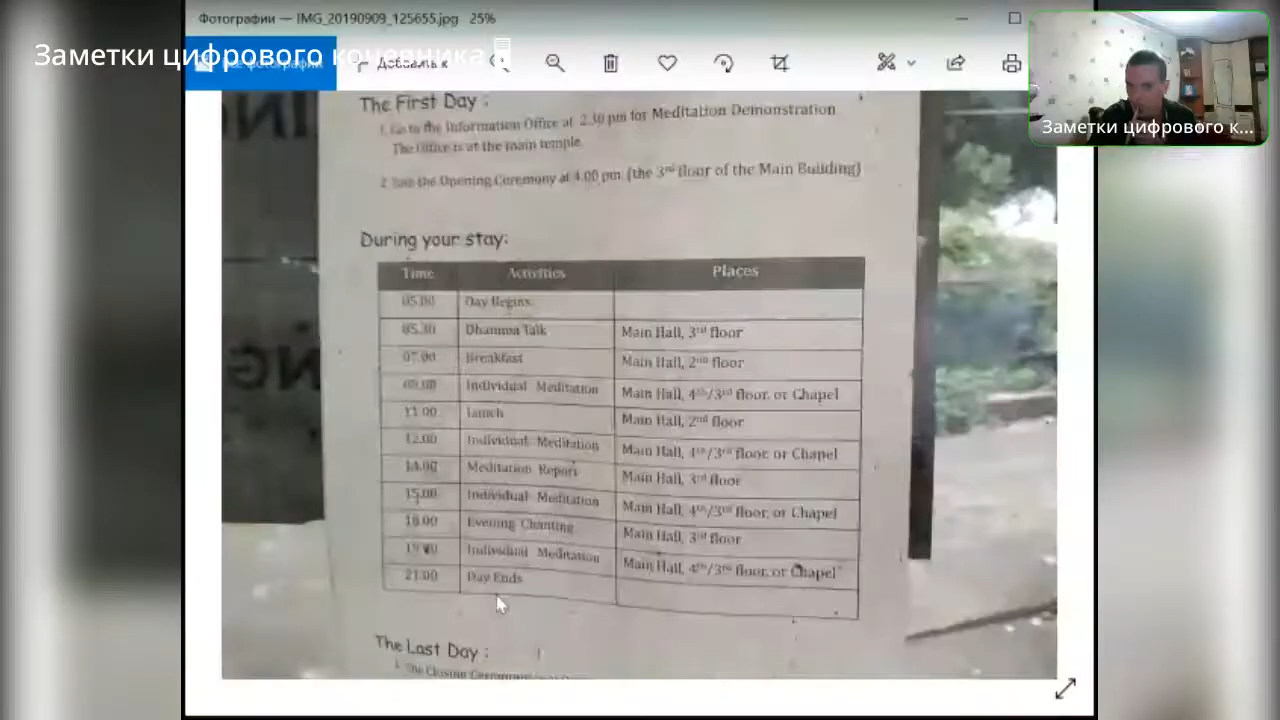 Фотографии — IMG_20190909_125655.jpg 25%
Заметки цифрового кочевника
Добавить к
Заметки цифрового к...
The First Day :
1. Go to the Information Office at 2.30 pm for Meditation Demonstration
The Office is at the main temple.
2. Join the Opening Ceremony at 4.00 pm. (the 3rd floor of the Main Building)
During your stay:
Time Activities Places
05.00 Day Begins
05.30 Dhamma Talk Main Hall, 3rd floor
07.00 Breakfast Main Hall, 2nd floor
Individual Meditation Main Hall, 4th/3rd floor, or Chapel
11.00 Lunch Main Hall, 2nd floor
12.00 Individual Meditation Main Hall, 4th/3rd floor, or Chapel
14.00 Meditation Report Main Hall, 3rd floor
15.00 Individual Meditation Main Hall, 4th/3rd floor, or Chapel
18.00 Evening Chanting Main Hall, 3rd floor
Individual Meditation Main Hall, 4th/3rd floor, or Chapel
21.00 Day Ends
The Last Day :
1. The Closing